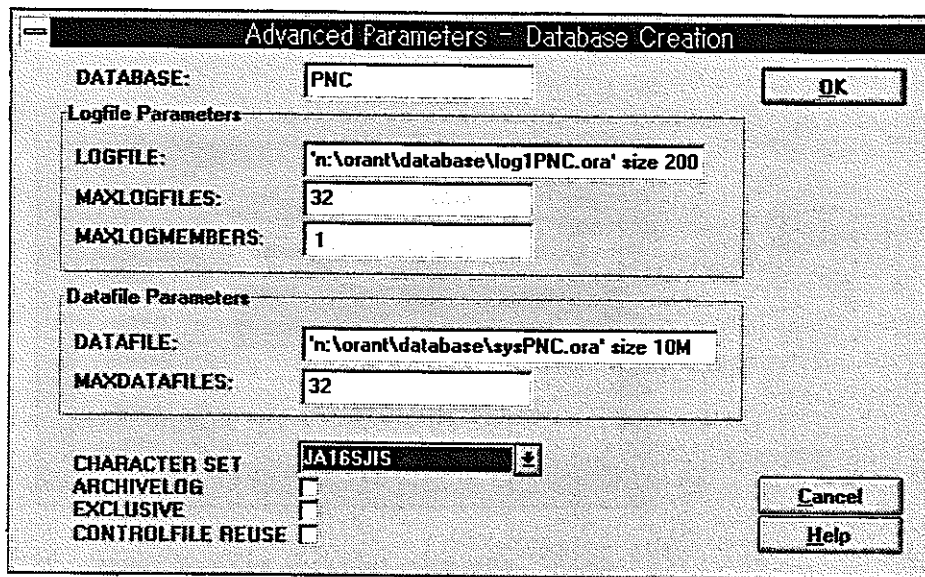 Advanced Parameters - Database Creation
DATABASE: PNC OK
Logfile Parameters
LOGFILE: 'n:\orant\database\log1PNC.ora' size 200
MAXLOGFILES: 32
MAXLOGMEMBERS: 1
Datafile Parameters
DATAFILE: 'n:\orant\database\sysPNC.ora' size 10M
MAXDATAFILES: 32
CHARACTER SET JA16SJIS
ARCHIVELOG Cancel
EXCLUSIVE
CONTROLFILE REUSE Help